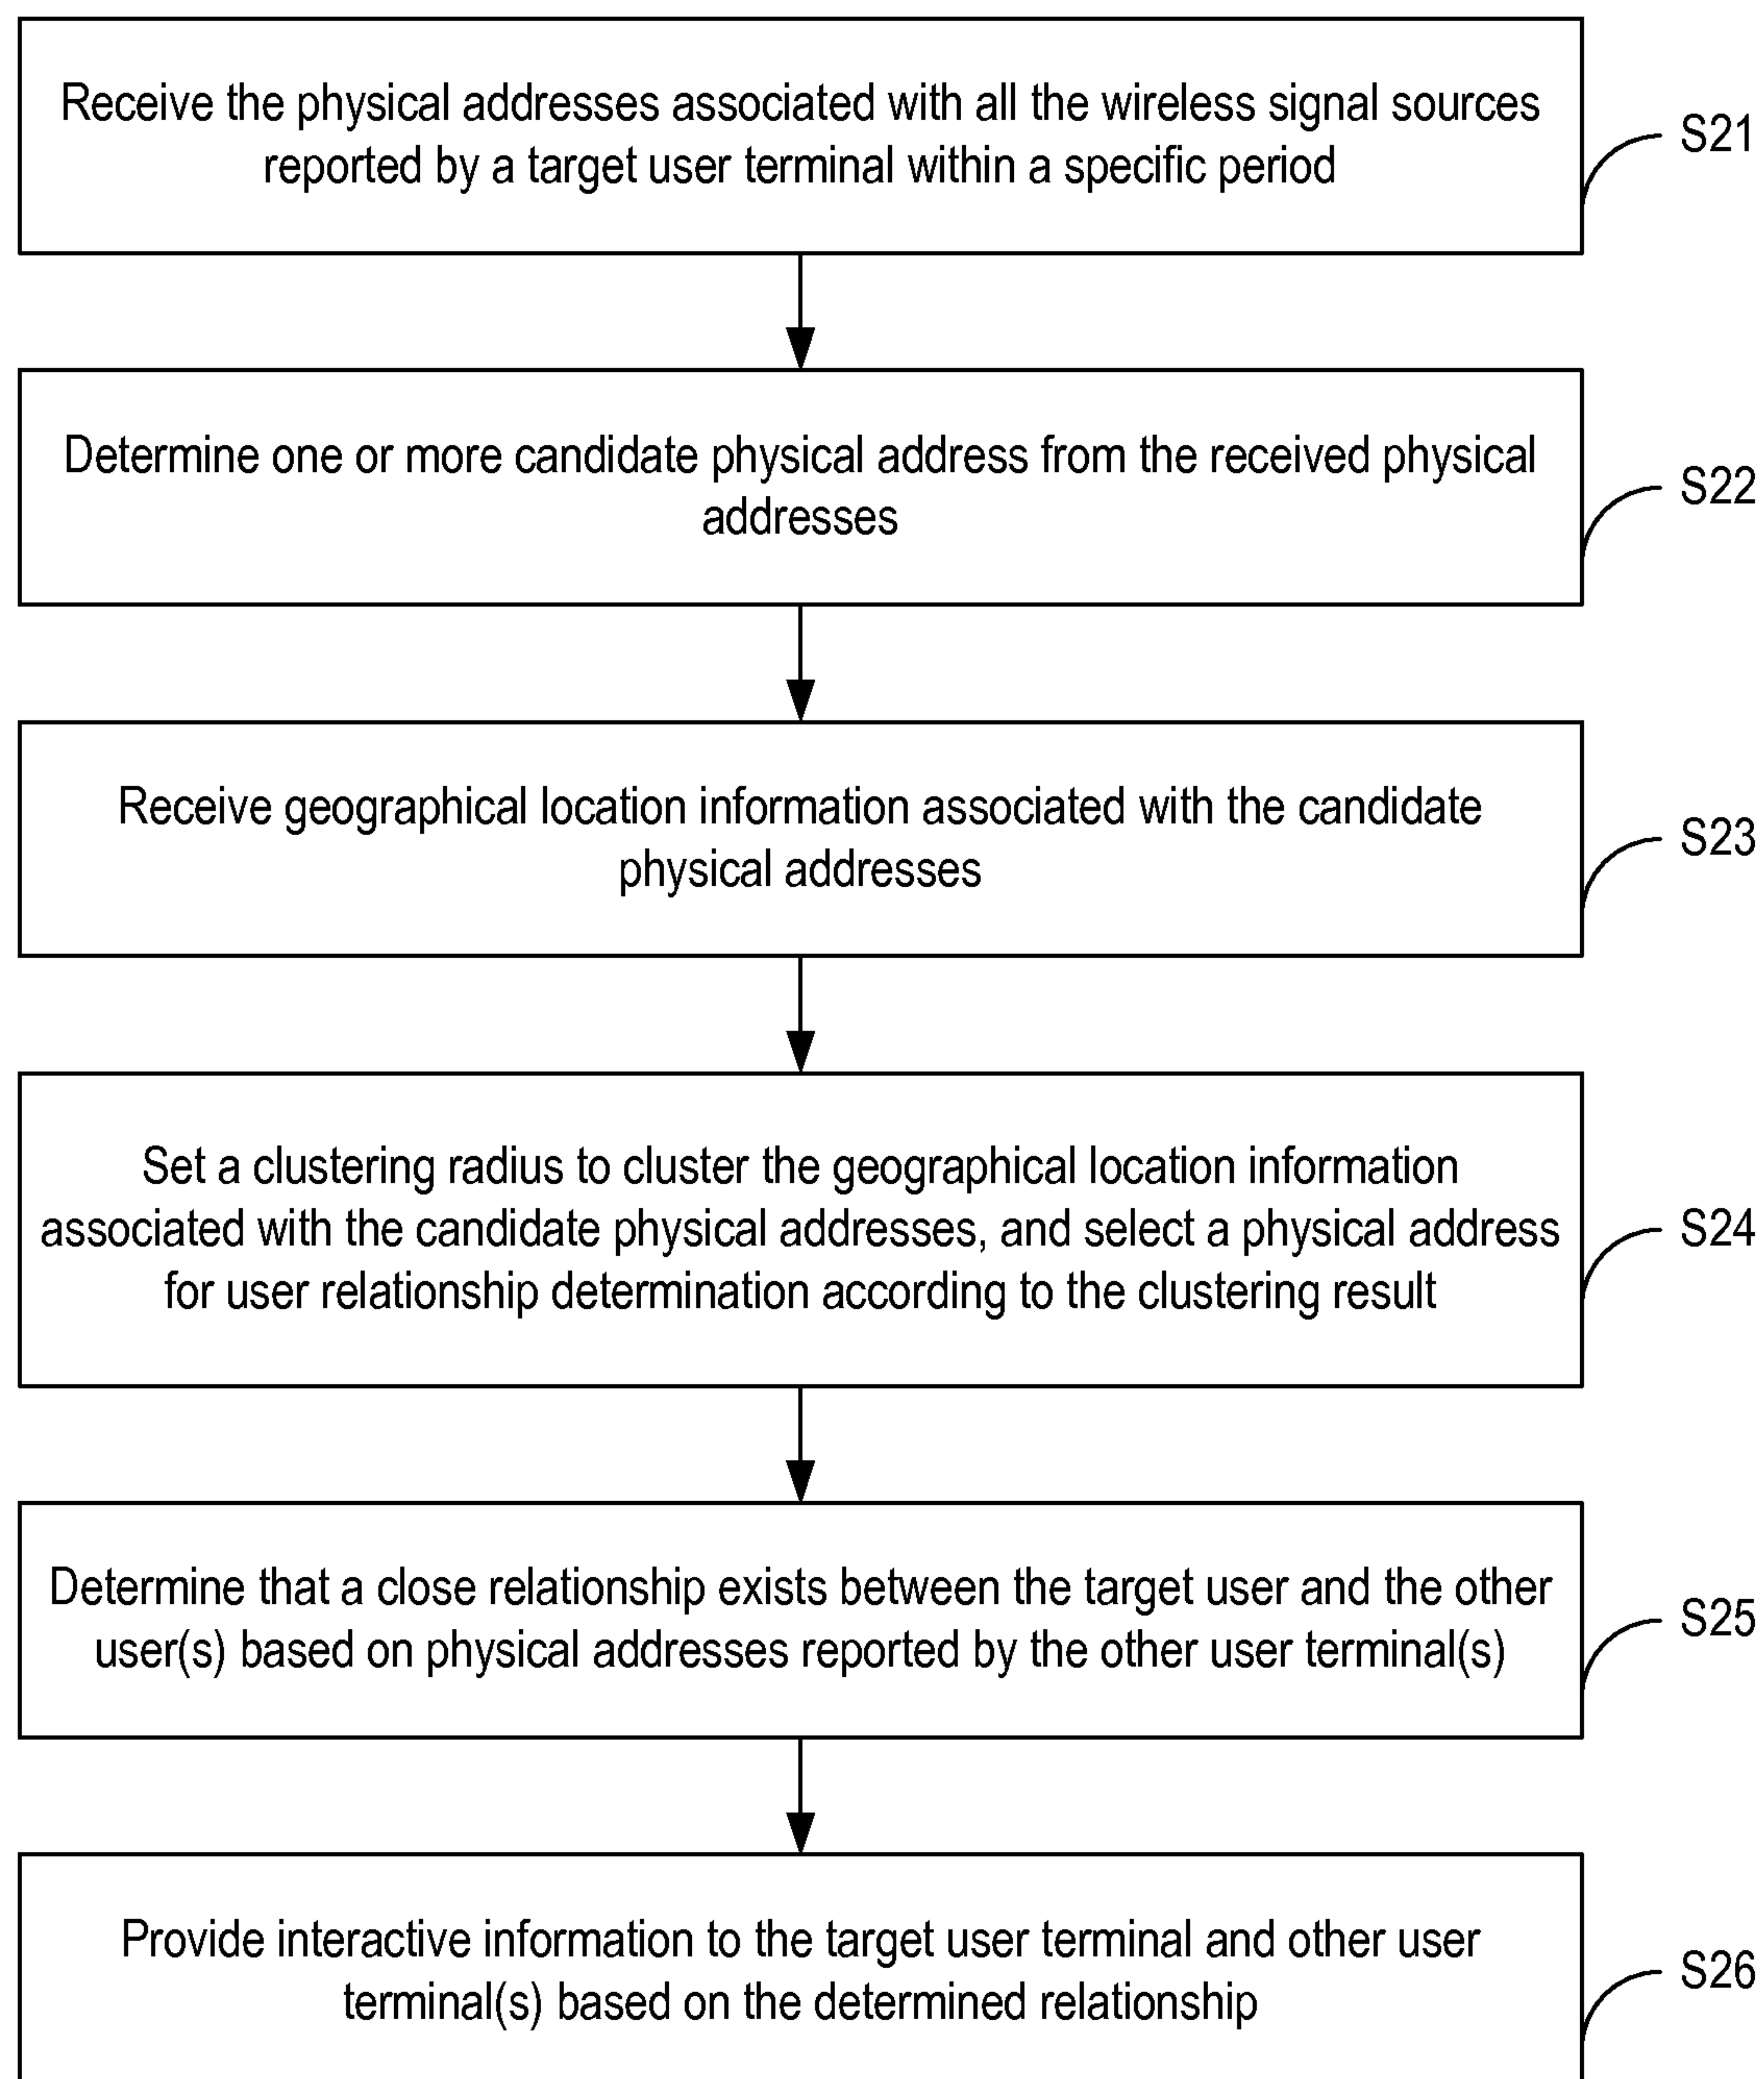 Receive the physical addresses associated with all the wireless signal sources
reported by a target user terminal within a specific period
S21
Determine one or more candidate physical address from the received physical
addresses
S22
Receive geographical location information associated with the candidate
physical addresses
S23
Set a clustering radius to cluster the geographical location information
associated with the candidate physical addresses, and select a physical address
for user relationship determination according to the clustering result
S24
Determine that a close relationship exists between the target user and the other
user(s) based on physical addresses reported by the other user terminal(s)
S25
Provide interactive information to the target user terminal and other user
terminal(s) based on the determined relationship
S26